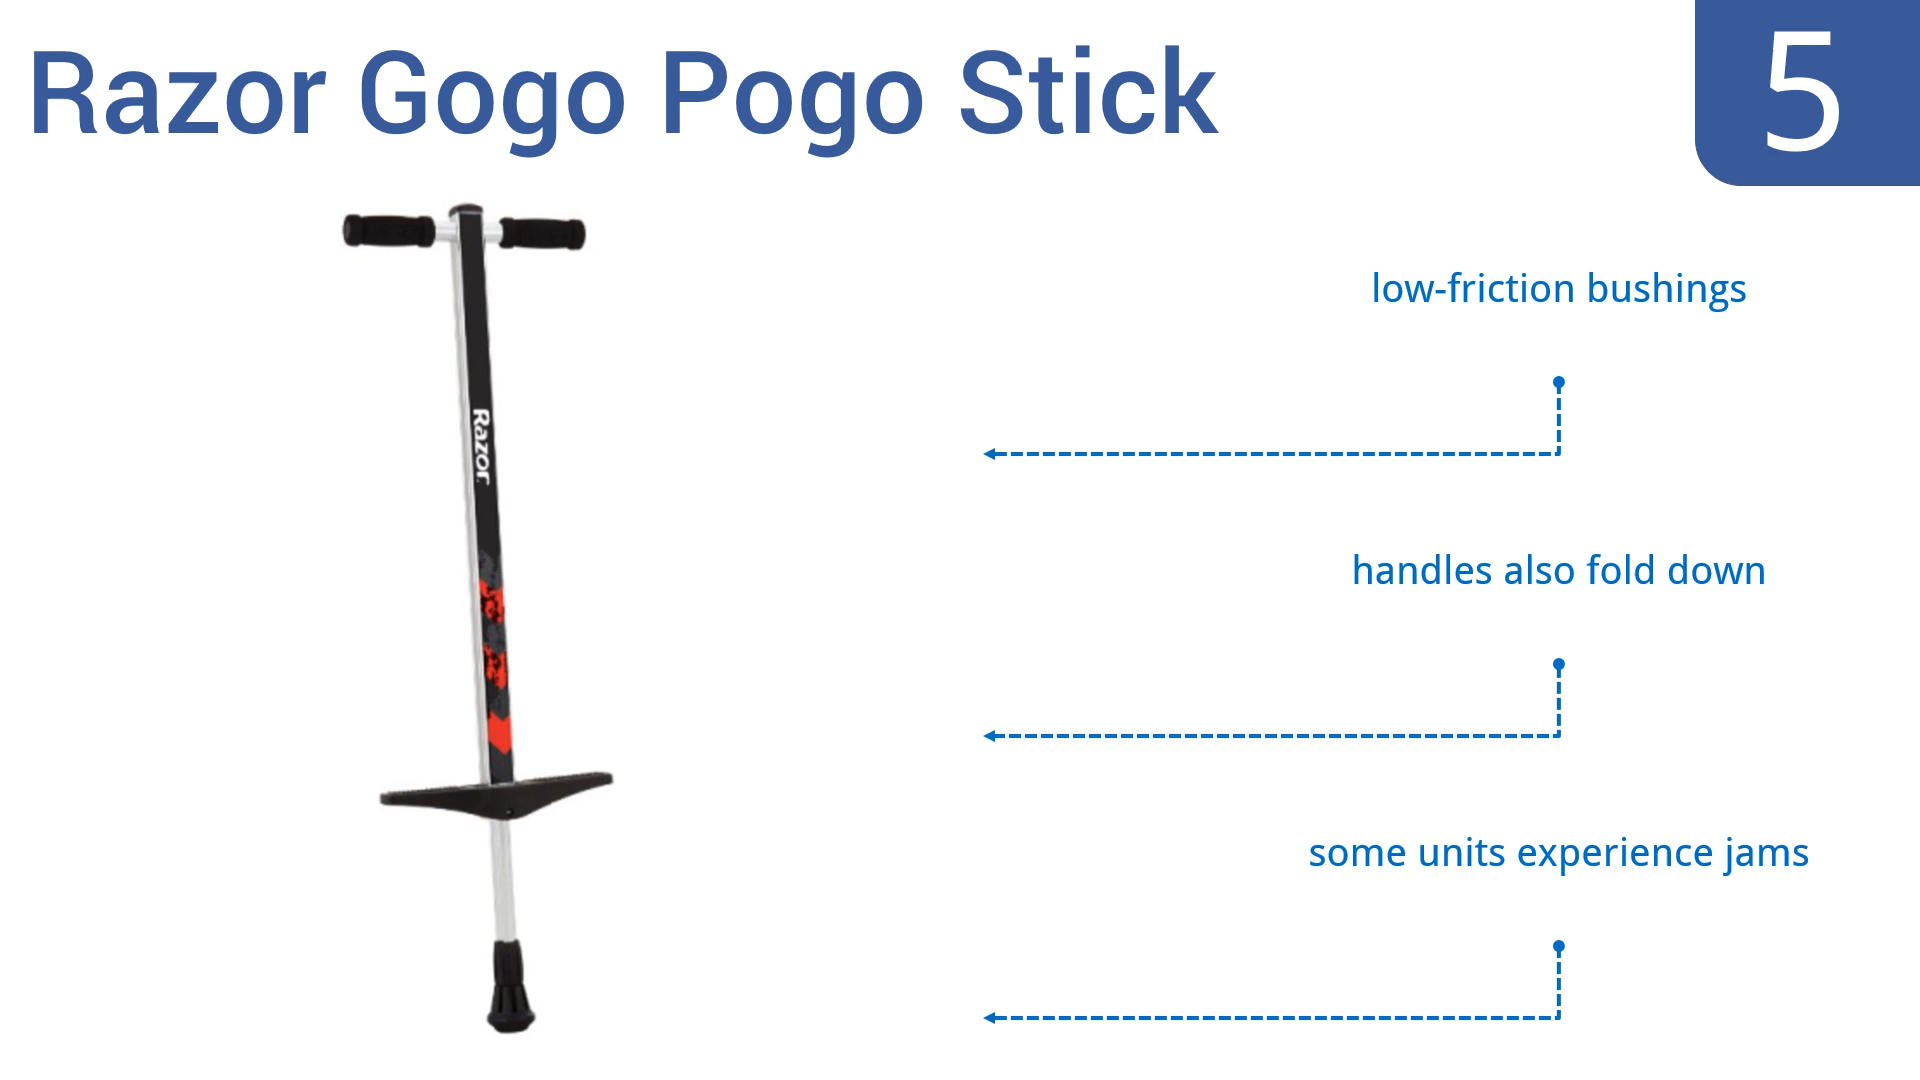 Razor Gogo Pogo Stick
5
low-friction bushings
Razor
handles also fold down
some units experience jams